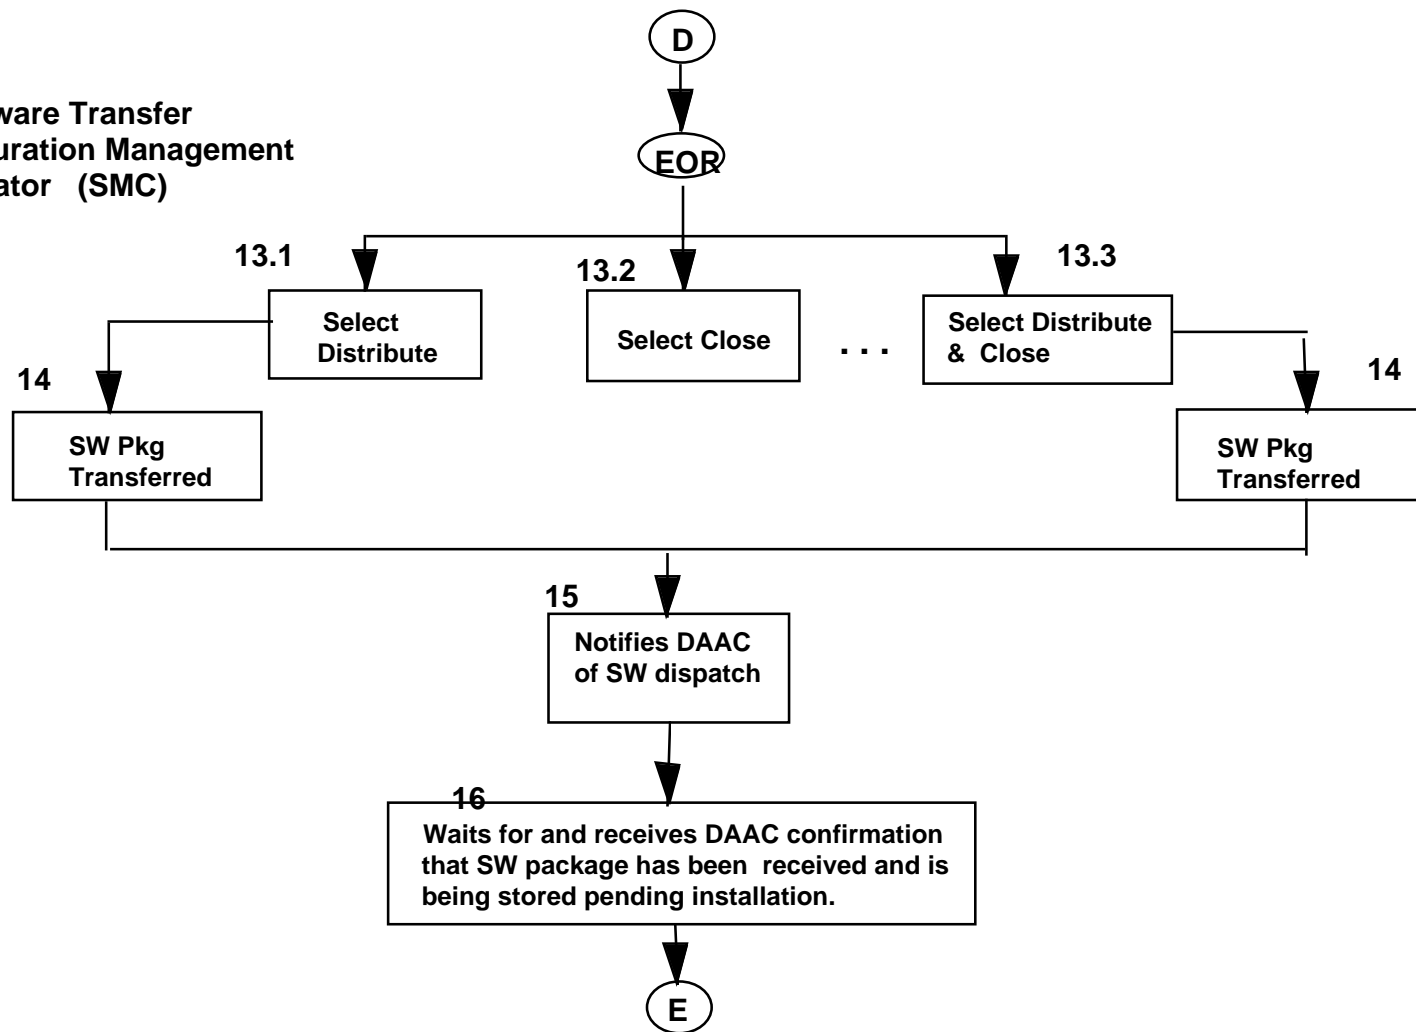 D
ware Transfer
uration Management
ator (SMC)
EOR
13.1
13.2
13.3
Select
Distribute
Select Close
. . .
Select Distribute
& Close
14
14
SW Pkg
Transferred
SW Pkg
Transferred
15
Notifies DAAC
of SW dispatch
16
Waits for and receives DAAC confirmation
that SW package has been received and is
being stored pending installation.
E